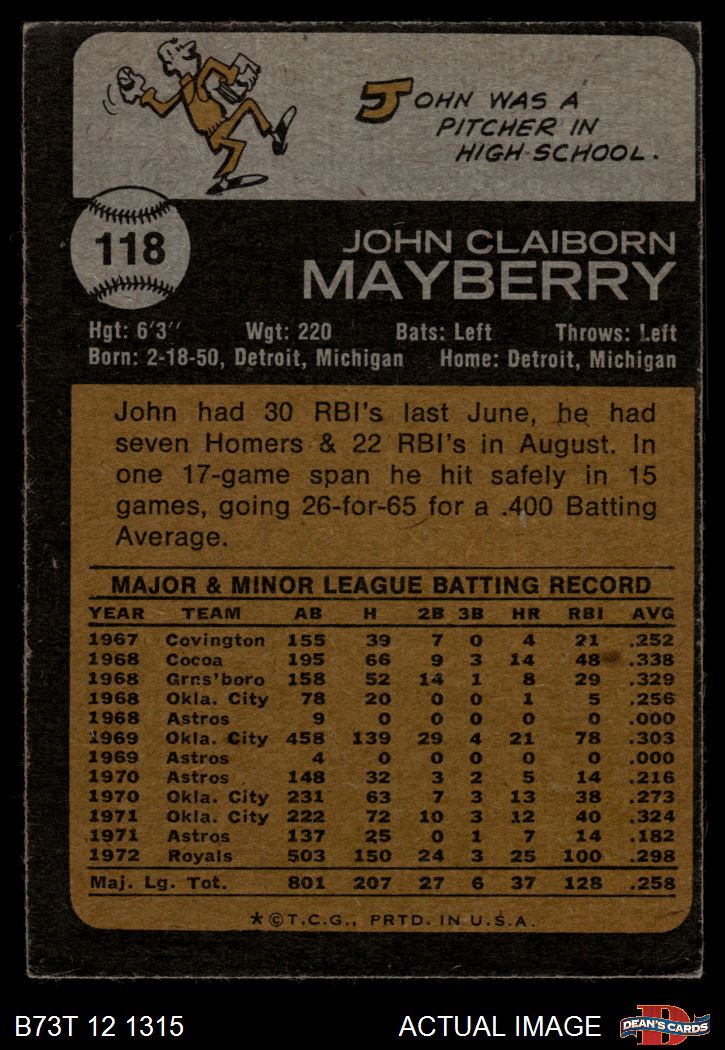 JOHN WAS A
PITCHER IN
HIGH SCHOOL.
118
JOHN CLAIBORN
MAYBERRY
Hgt: 6'3" Wgt: 220 Bats: Left Throws: Left
Born: 2-18-50, Detroit, Michigan Home: Detroit, Michigan
John had 30 RBI's last June, he had
seven Homers & 22 RBI's in August. In
one 17-game span he hit safely in 15
games, going 26-for-65 for a .400 Batting
Average.
MAJOR & MINOR LEAGUE BATTING RECORD
YEAR TEAM AB H 2B 3B HR RBI AVG
1967 Covington 155 39 7 0 4 21 .252
1968 Cocoa 195 66 9 3 14 48 .338
1968 Grns'boro 158 52 14 1 8 29 .329
1968 Okla. City 78 20 0 0 1 5 .256
1968 Astros 9 0 0 0 0 0 .000
1969 Okla. City 458 139 29 4 21 78 .303
1969 Astros 4 0 0 0 0 0 .000
1970 Astros 148 32 3 2 5 14 .216
1970 Okla. City 231 63 7 3 13 38 .273
1971 Okla. City 222 72 10 3 12 40 .324
1971 Astros 137 25 0 1 7 14 .182
1972 Royals 503 150 24 3 25 100 .298
Maj. Lg. Tot. 801 207 27 6 37 128 .258
*©T.C.G., PRTD. IN U.S.A.
B73T 12 1315 ACTUAL IMAGE
D
DEAN'S CARDS